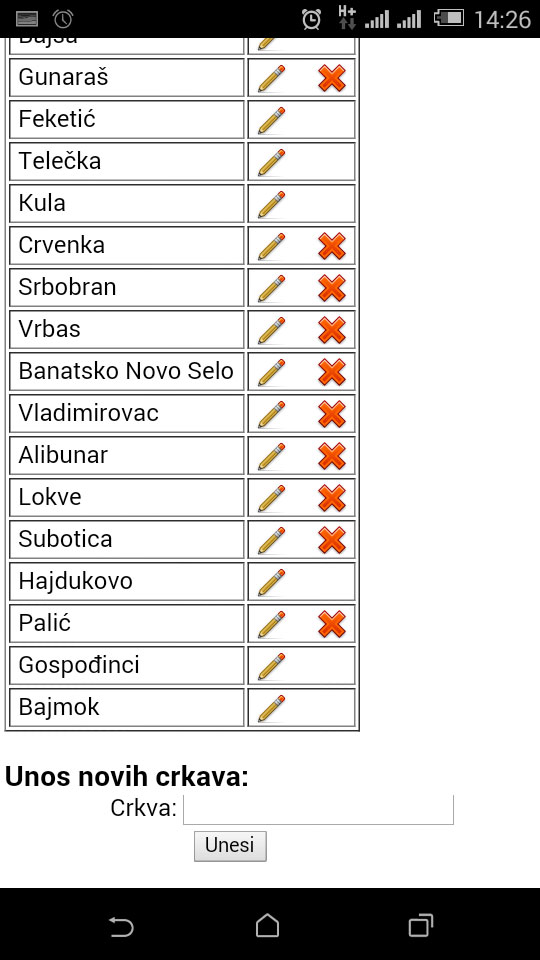 H+ 14:26
Bajša
Gunaraš
Feketić
Telečka
Kula
Crvenka
Srbobran
Vrbas
Banatsko Novo Selo
Vladimirovac
Alibunar
Lokve
Subotica
Hajdukovo
Palić
Gospođinci
Bajmok
Unos novih crkava:
Crkva:
Unesi